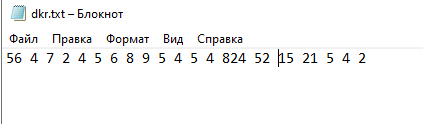 dkr.txt – Блокнот
Файл Правка Формат Вид Справка
56 4 7 2 4 5 6 8 9 5 4 5 4 824 52 15 21 5 4 2